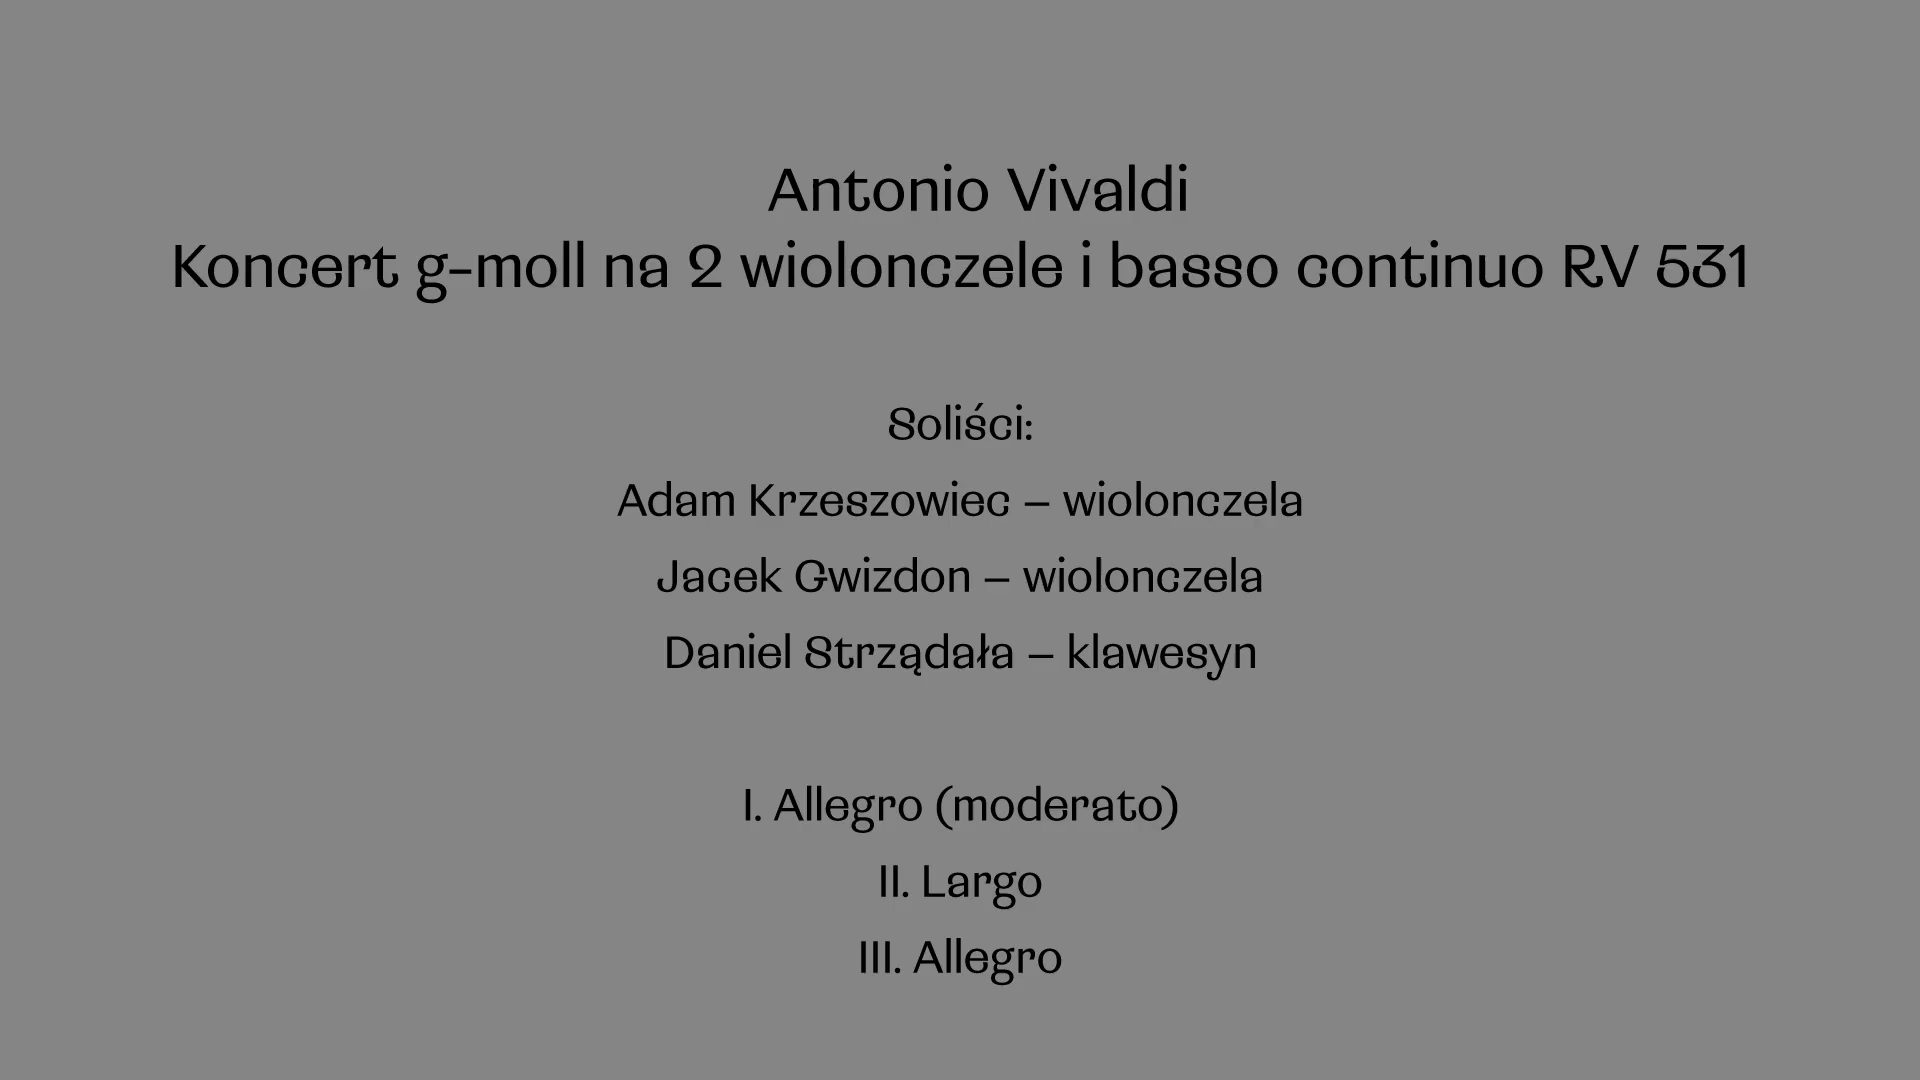 Antonio Vivaldi
Koncert g-moll na 2 wiolonczele i basso continuo RV 531
Soliści:
Adam Krzeszowiec – wiolonczela
Jacek Gwizdon – wiolonczela
Daniel Strządała – klawesyn
I. Allegro (moderato)
II. Largo
III. Allegro